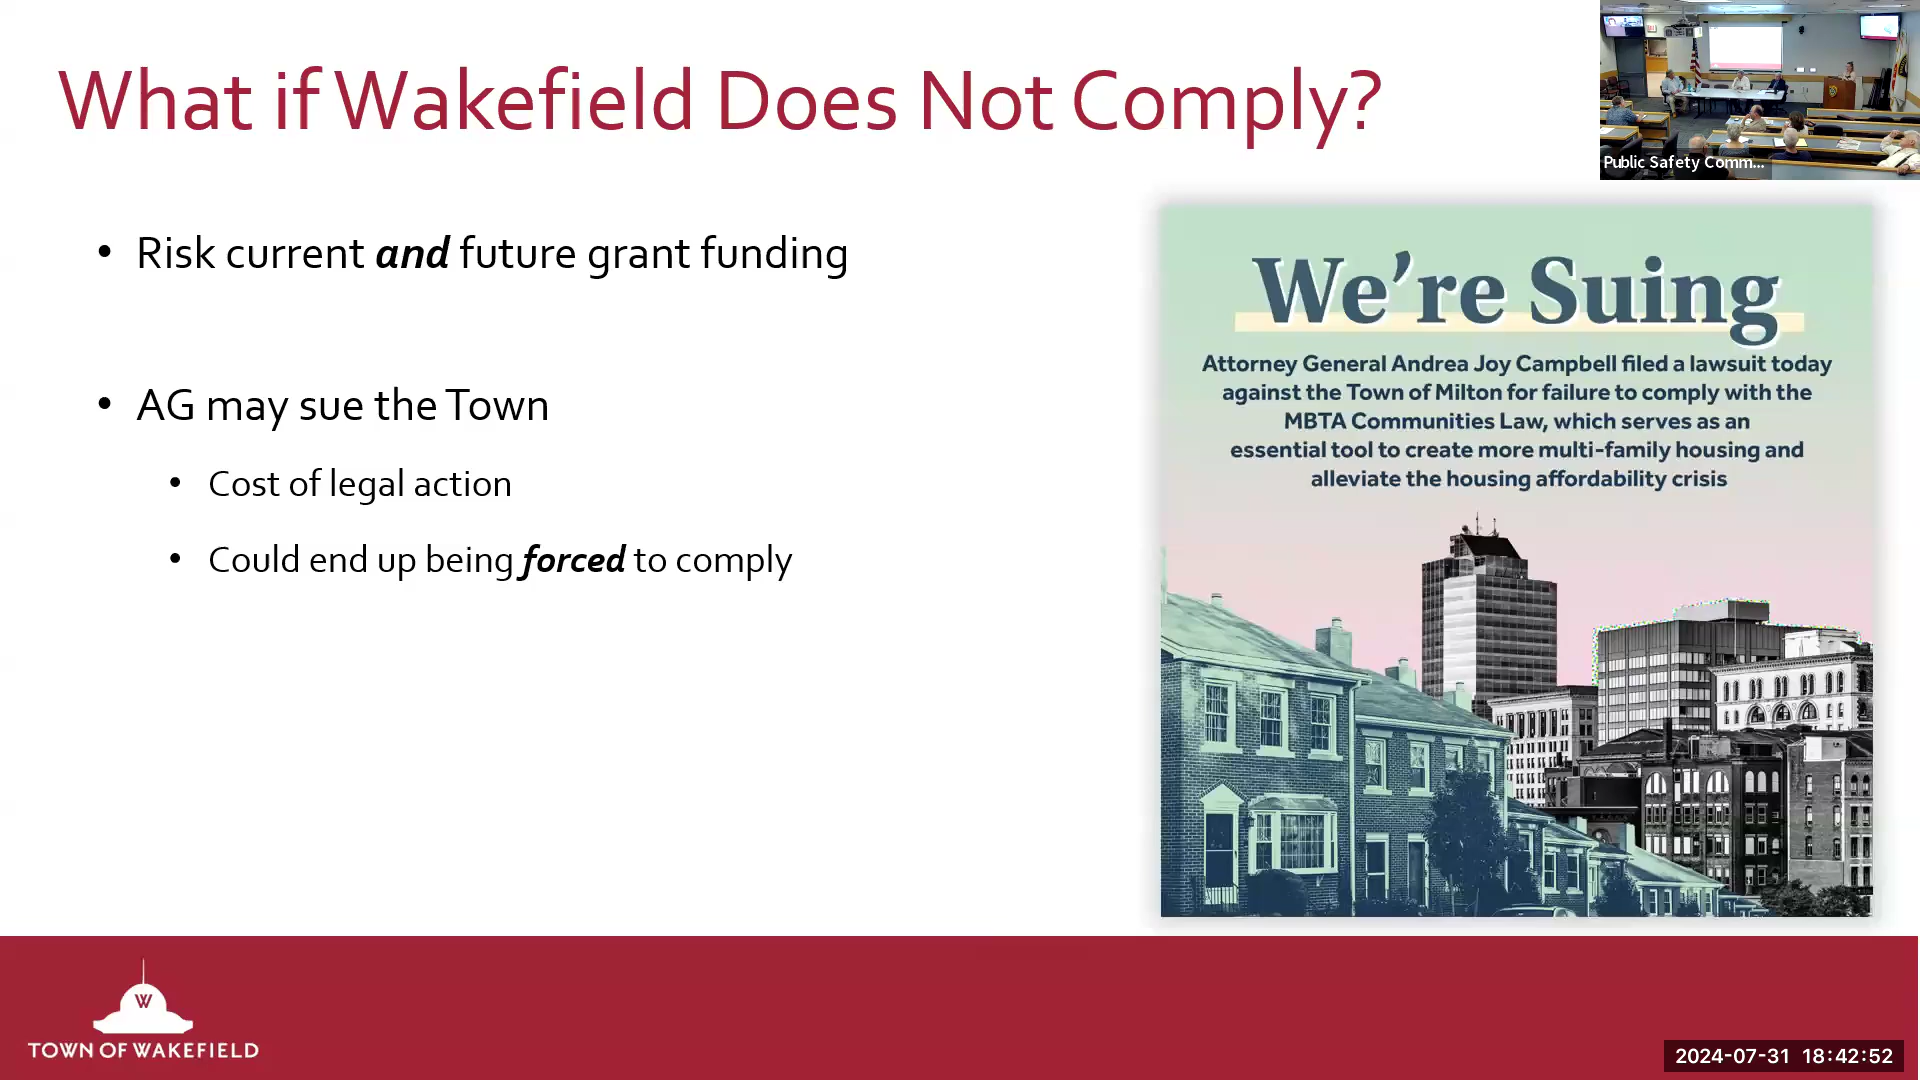 What if Wakefield Does Not Comply?
Public Safety Comm...
• Risk current and future grant funding
• AG may sue the Town
• Cost of legal action
• Could end up being forced to comply
We're Suing
Attorney General Andrea Joy Campbell filed a lawsuit today
against the Town of Milton for failure to comply with the
MBTA Communities Law, which serves as an
essential tool to create more multi-family housing and
alleviate the housing affordability crisis
W
TOWN OF WAKEFIELD
2024-07-31 18:42:52